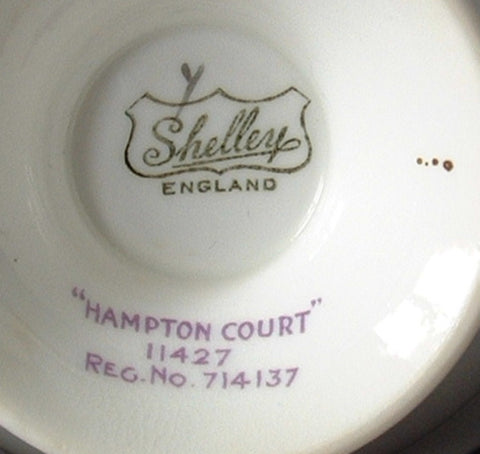 y
Shelley
ENGLAND
"HAMPTON COURT"
11427
REG. NO. 714137